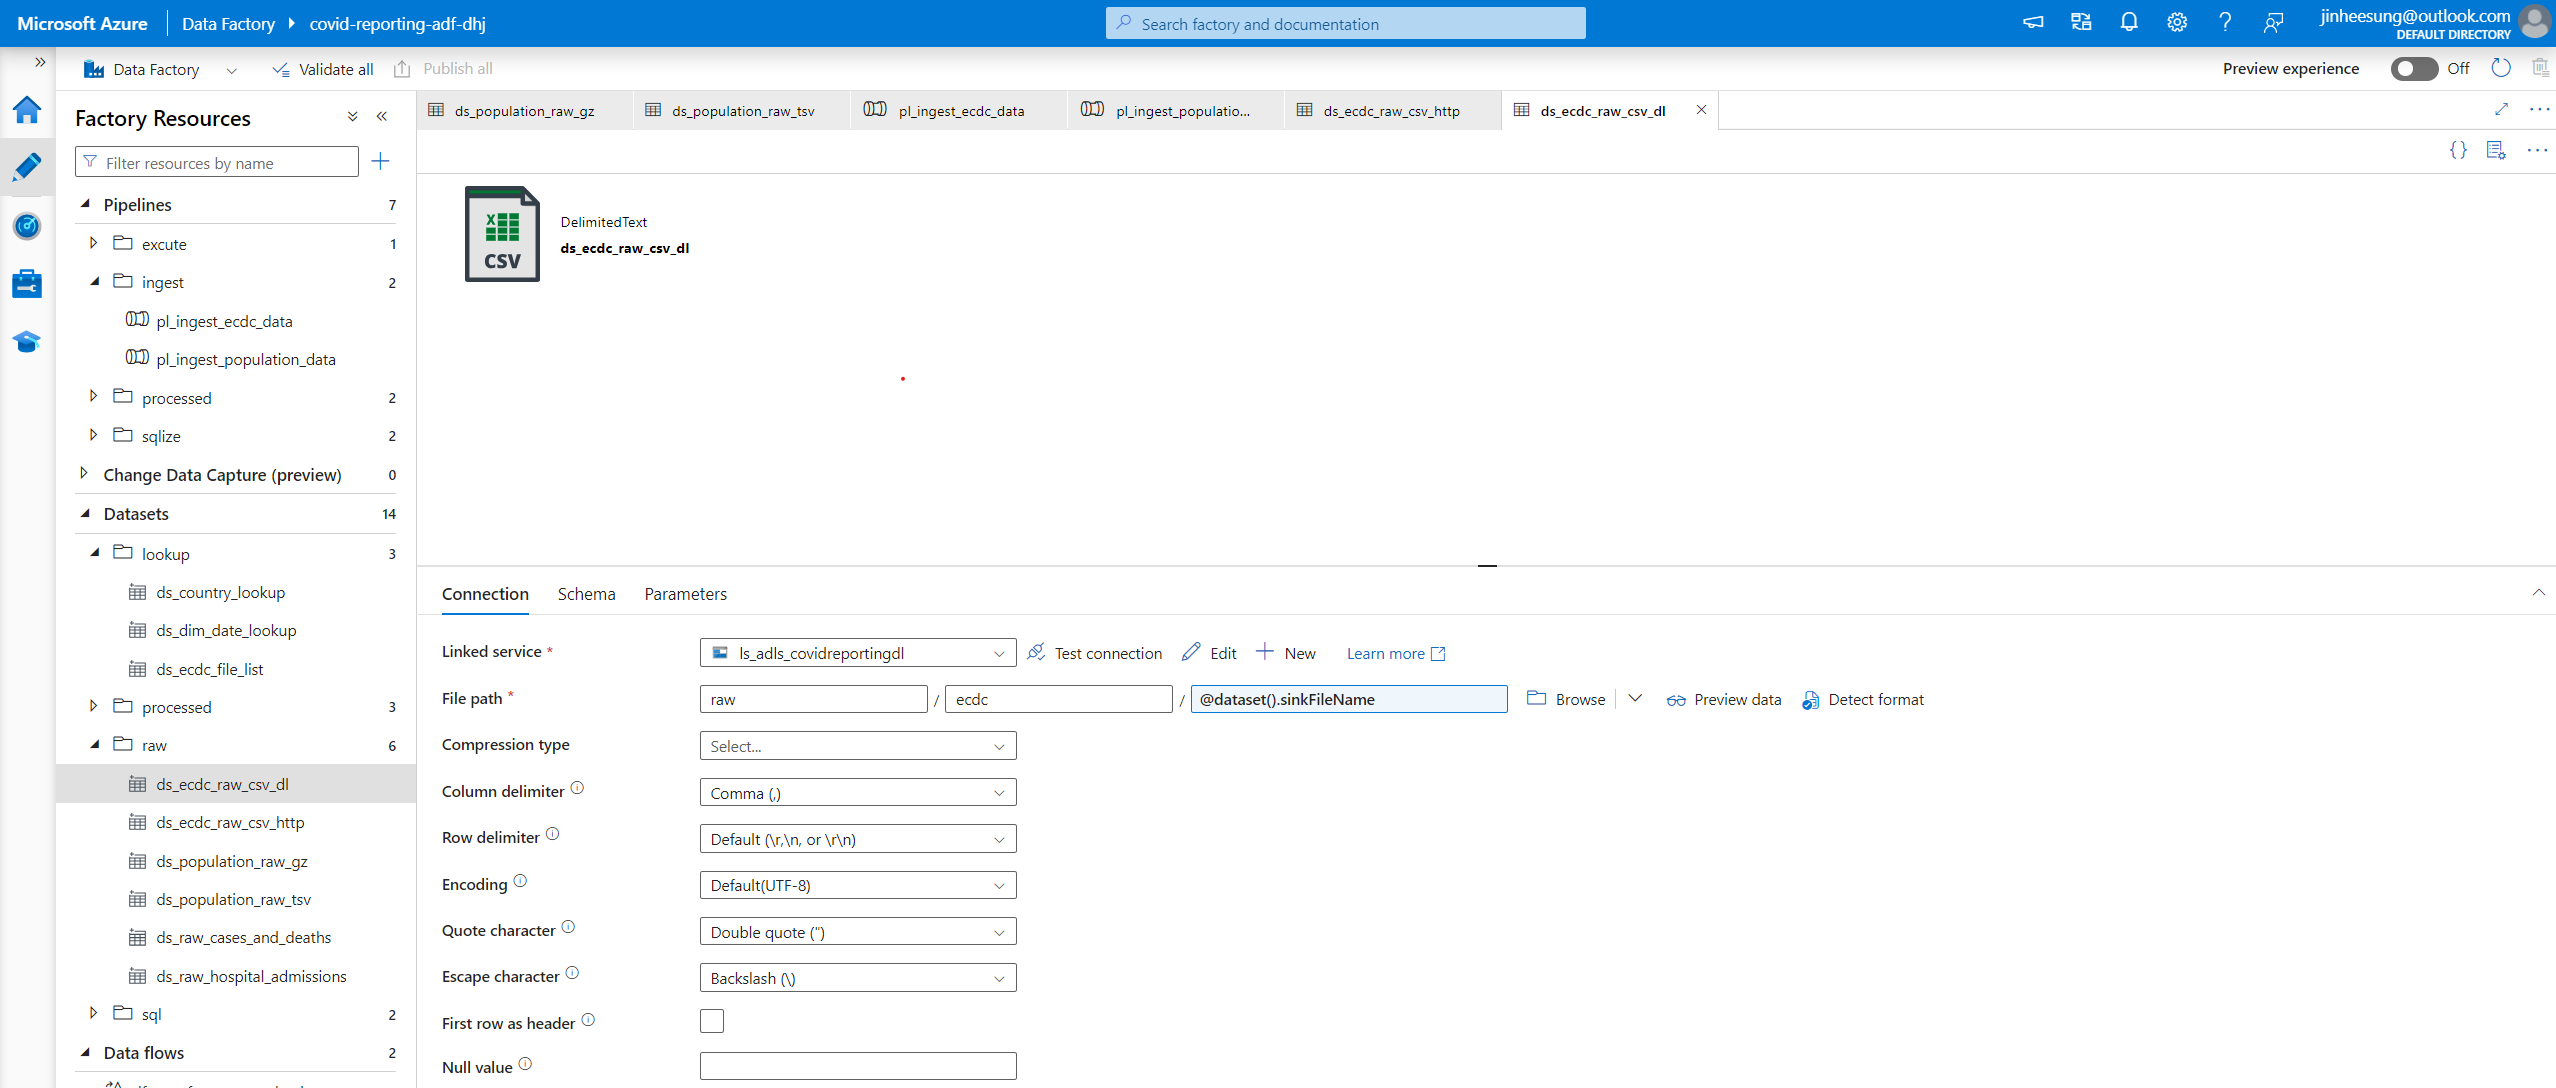 Microsoft Azure
Data Factory
covid-reporting-adf-dhj
Search factory and documentation
jinheesung@outlook.com
DEFAULT DIRECTORY
Data Factory
Validate all
Publish all
Preview experience
Off
Factory Resources
Filter resources by name
Pipelines 7
excute 1
ingest 2
pl_ingest_ecdc_data
pl_ingest_population_data
processed 2
sqlize 2
Change Data Capture (preview) 0
Datasets 14
lookup 3
ds_country_lookup
ds_dim_date_lookup
ds_ecdc_file_list
processed 3
raw 6
ds_ecdc_raw_csv_dl
ds_ecdc_raw_csv_http
ds_population_raw_gz
ds_population_raw_tsv
ds_raw_cases_and_deaths
ds_raw_hospital_admissions
sql 2
Data flows 2
ds_population_raw_gz
ds_population_raw_tsv
pl_ingest_ecdc_data
pl_ingest_populatio...
ds_ecdc_raw_csv_http
ds_ecdc_raw_csv_dl
X
CSV
DelimitedText
ds_ecdc_raw_csv_dl
Connection
Schema
Parameters
Linked service *
ls_adls_covidreportingdl
Test connection
Edit
New
Learn more
File path *
raw / ecdc / @dataset().sinkFileName
Browse
Preview data
Detect format
Compression type
Select...
Column delimiter
Comma (,)
Row delimiter
Default (\r,\n, or \r\n)
Encoding
Default(UTF-8)
Quote character
Double quote (")
Escape character
Backslash (\)
First row as header
Null value